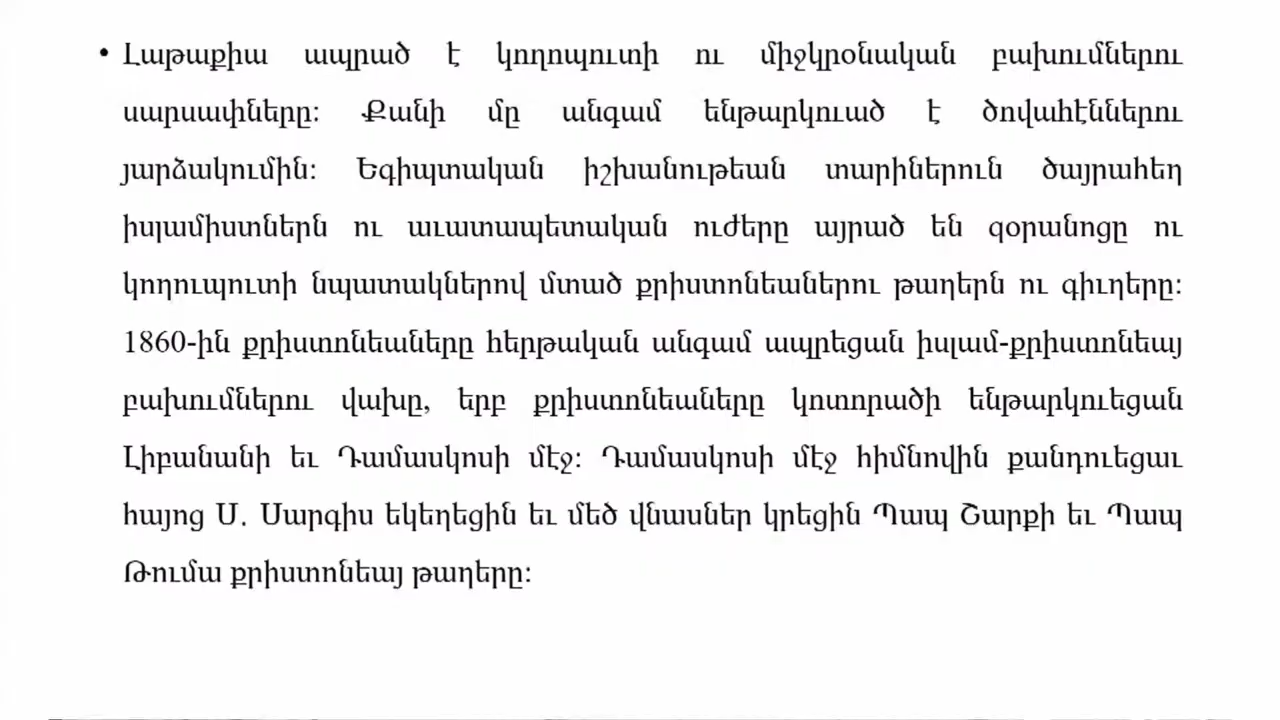 • Լաթաքիա ապրած է կողոպուտի ու միջկրօնական բախումներու
սարսափները։ Քանի մը անգամ ենթարկուած է ծովահէններու
յարձակումին։ Եգիպտական իշխանութեան տարիներուն ծայրահեղ
իսլամիստներն ու աւատապետական ուժերը այրած են զօրանոցը ու
կողուպուտի նպատակներով մտած քրիստոնեաներու թաղերն ու գիւղերը։
1860-ին քրիստոնեաները հերթական անգամ ապրեցան իսլամ-քրիստոնեայ
բախումներու վախը, երբ քրիստոնեաները կոտորածի ենթարկուեցան
Լիբանանի եւ Դամասկոսի մէջ։ Դամասկոսի մէջ հիմնովին քանդուեցաւ
հայոց Ս. Սարգիս եկեղեցին եւ մեծ վնասներ կրեցին Պապ Շարքի եւ Պապ
Թումա քրիստոնեայ թաղերը։